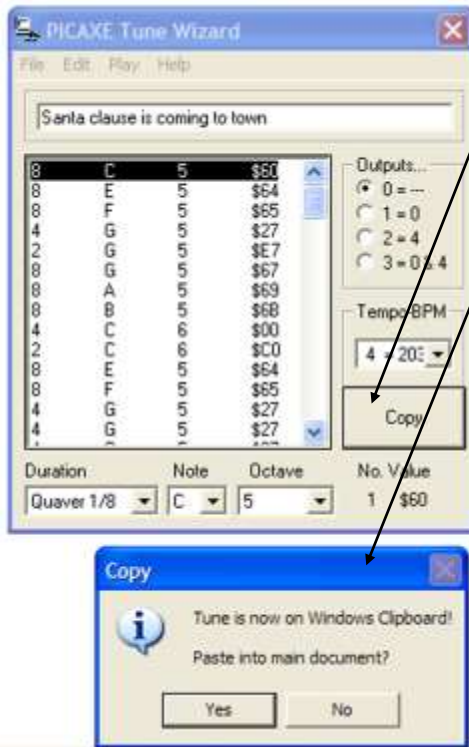 PICAXE Tune Wizard
File Edit Play Help
Santa clause is coming to town
8 C 5 $60
8 E 5 $64
8 F 5 $65
4 G 5 $27
2 G 5 $E7
8 G 5 $67
8 A 5 $69
8 B 5 $6B
4 C 6 $00
2 C 6 $C0
8 E 5 $64
8 F 5 $65
4 G 5 $27
4 G 5 $27
Outputs...
0 = ---
1 = 0
2 = 4
3 = 0 & 4
Tempo-BPM
4 = 203
Copy
Duration Note Octave No. Value
Quaver 1/8 C 5 1 $60
Copy
Tune is now on Windows Clipboard!
Paste into main document?
Yes No